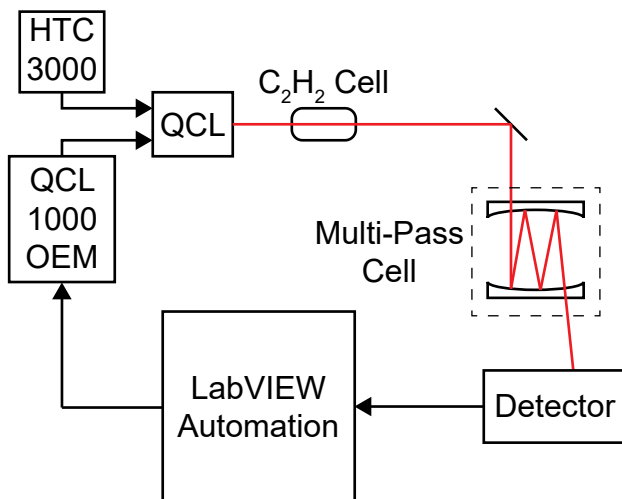 HTC
3000
C₂H₂ Cell
QCL
QCL
1000
OEM
Multi-Pass
Cell
LabVIEW
Automation
Detector